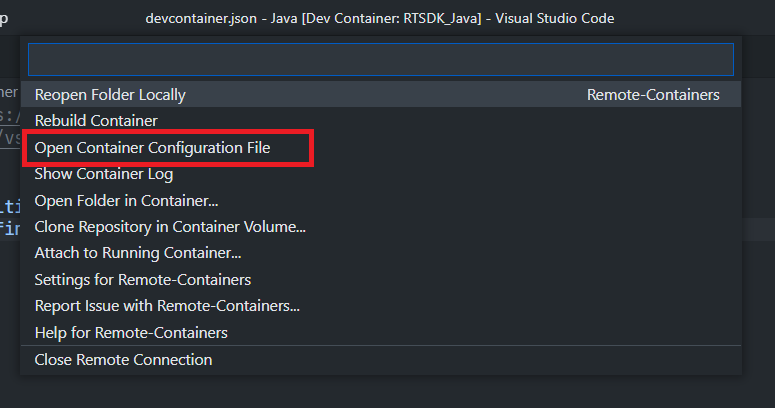 p
devcontainer.json - Java [Dev Container: RTSDK_Java] - Visual Studio Code
Reopen Folder Locally Remote-Containers
Rebuild Container
Open Container Configuration File
Show Container Log
Open Folder in Container...
Clone Repository in Container Volume...
Attach to Running Container...
Settings for Remote-Containers
Report Issue with Remote-Containers...
Help for Remote-Containers
Close Remote Connection